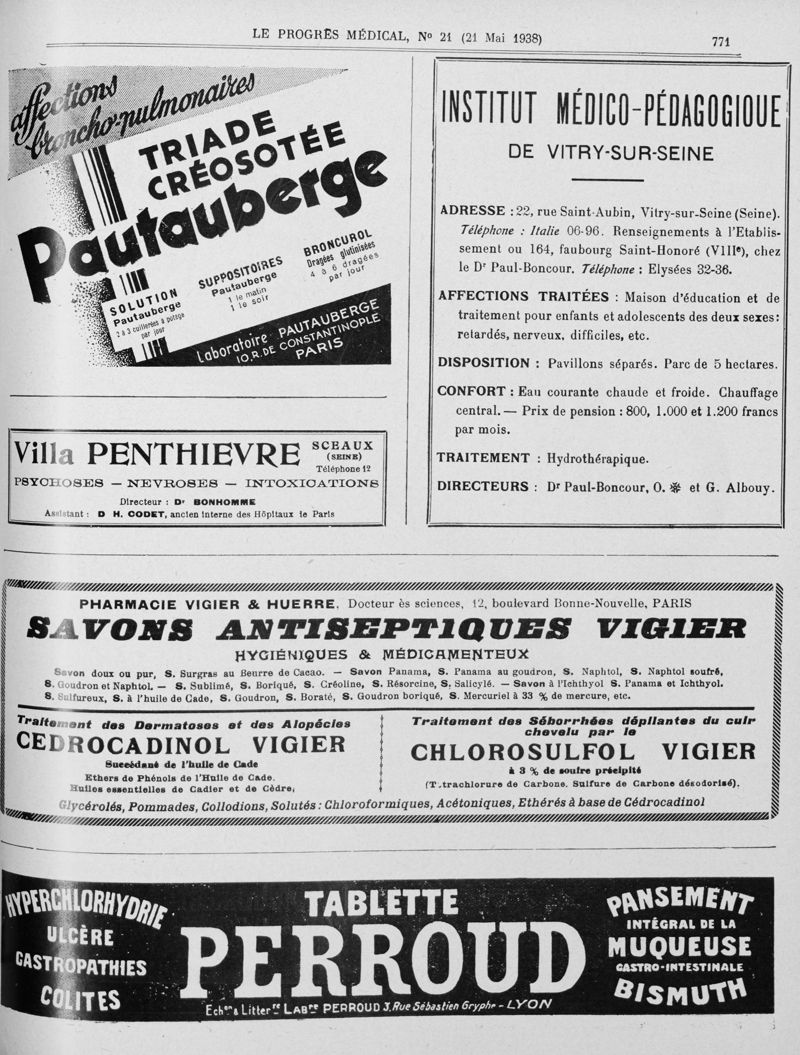 LE PROGRÈS MÉDICAL, Nº 21 (21 Mai 1938)
771
affections
broncho-pulmonaires
TRIADE
CRÉOSOTÉE
Pautauberge
SOLUTION
Pautauberge
2 à 3 cuillerées à potage
par jour
SUPPOSITOIRES
Pautauberge
1 le matin
1 le soir
BRONCUROL
Dragées glutinisées
4 à 6 dragées
par jour
Laboratoire PAUTAUBERGE
10, R. DE CONSTANTINOPLE
PARIS
Villa PENTHIEVRE
SCEAUX
(SEINE)
Téléphone 12
PSYCHOSES — NEVROSES — INTOXICATIONS
Directeur : Dr BONHOMME
Assistant : D H. CODET, ancien interne des Hôpitaux le Paris
INSTITUT MÉDICO-PÉDAGOGIQUE
DE VITRY-SUR-SEINE
ADRESSE : 22, rue Saint-Aubin, Vitry-sur-Seine (Seine).
Téléphone : Italie 06-96. Renseignements à l'Etablis-
sement ou 164, faubourg Saint-Honoré (VIIIe), chez
le Dr Paul-Boncour. Téléphone : Elysées 32-36.
AFFECTIONS TRAITÉES : Maison d'éducation et de
traitement pour enfants et adolescents des deux sexes:
retardés, nerveux, difficiles, etc.
DISPOSITION : Pavillons séparés. Parc de 5 hectares.
CONFORT : Eau courante chaude et froide. Chauffage
central. — Prix de pension : 800, 1.000 et 1.200 francs
par mois.
TRAITEMENT : Hydrothérapique.
DIRECTEURS : Dr Paul-Boncour, O. ✻ et G. Albouy.
PHARMACIE VIGIER & HUERRE, Docteur ès sciences, 12, boulevard Bonne-Nouvelle, PARIS
SAVONS ANTISEPTIQUES VIGIER
HYGIÉNIQUES & MÉDICAMENTEUX
Savon doux ou pur, S. Surgras au Beurre de Cacao. — Savon Panama, S. Panama au goudron, S. Naphtol, S. Naphtol soufré,
S. Goudron et Naphtol. — S. Sublimé, S. Boriqué, S. Créoline, S. Résorcine, S. Salicylé. — Savon à l'Ichthyol S. Panama et Ichthyol.
S. Sulfureux, S. à l'huile de Cade, S. Goudron, S. Boraté, S. Goudron boriqué, S. Mercuriel à 33 % de mercure, etc.
Traitement des Dermatoses et des Alopécies
CEDROCADINOL VIGIER
Succédané de l'huile de Cade
Ethers de Phénols de l'Huile de Cade.
Huiles essentielles de Cadier et de Cèdre,
Traitement des Séborrhées dépilantes du cuir
chevelu par le
CHLOROSULFOL VIGIER
à 3 % de soufre précipité
(T.trachlorure de Carbone. Sulfure de Carbone désodorisé).
Glycérolés, Pommades, Collodions, Solutés : Chloroformiques, Acétoniques, Ethérés à base de Cédrocadinol
HYPERCHLORHYDRIE
ULCÈRE
GASTROPATHIES
COLITES
TABLETTE
PERROUD
Échon & Litterre LABre PERROUD 3, Rue Sébastien Gryphe - LYON
PANSEMENT
INTÉGRAL DE LA
MUQUEUSE
GASTRO-INTESTINALE
BISMUTH